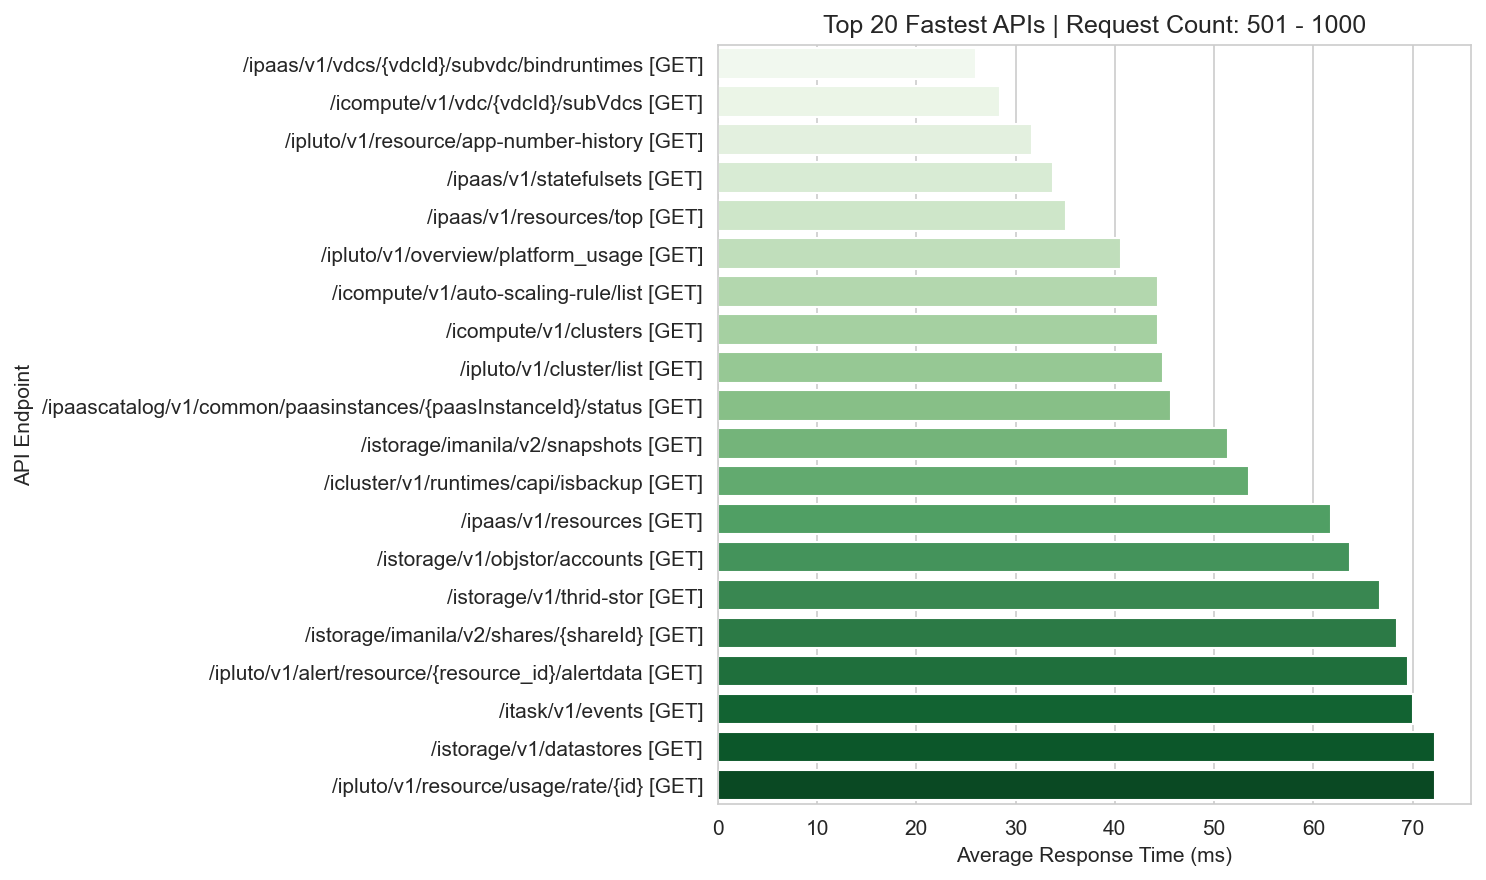 Top 20 Fastest APIs | Request Count: 501 - 1000
API Endpoint
/ipaas/v1/vdcs/{vdcId}/subvdc/bindruntimes [GET]
/icompute/v1/vdc/{vdcId}/subVdcs [GET]
/ipluto/v1/resource/app-number-history [GET]
/ipaas/v1/statefulsets [GET]
/ipaas/v1/resources/top [GET]
/ipluto/v1/overview/platform_usage [GET]
/icompute/v1/auto-scaling-rule/list [GET]
/icompute/v1/clusters [GET]
/ipluto/v1/cluster/list [GET]
/ipaascatalog/v1/common/paasinstances/{paasInstanceId}/status [GET]
/istorage/imanila/v2/snapshots [GET]
/icluster/v1/runtimes/capi/isbackup [GET]
/ipaas/v1/resources [GET]
/istorage/v1/objstor/accounts [GET]
/istorage/v1/thrid-stor [GET]
/istorage/imanila/v2/shares/{shareId} [GET]
/ipluto/v1/alert/resource/{resource_id}/alertdata [GET]
/itask/v1/events [GET]
/istorage/v1/datastores [GET]
/ipluto/v1/resource/usage/rate/{id} [GET]
0 10 20 30 40 50 60 70
Average Response Time (ms)